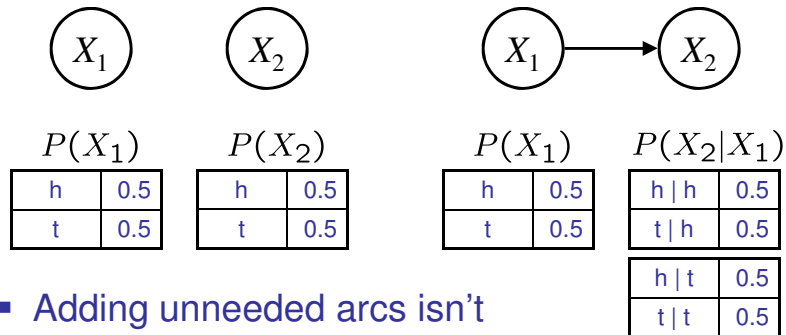 X1 X2 X1 X2
P(X1) P(X2) P(X1) P(X2|X1)
h 0.5 h 0.5 h 0.5 h | h 0.5
t 0.5 t 0.5 t 0.5 t | h 0.5
h | t 0.5
▪ Adding unneeded arcs isn't
t | t 0.5